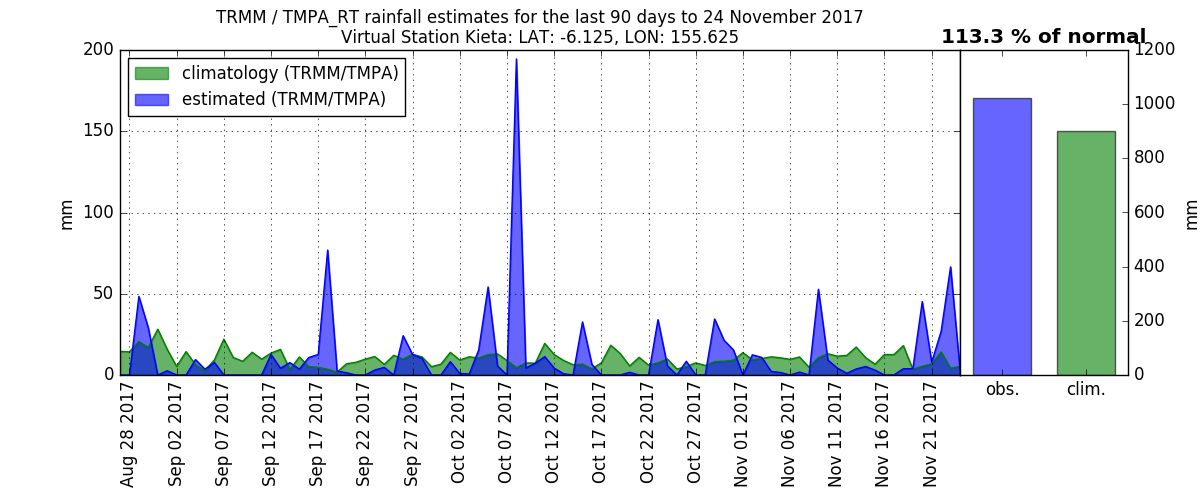 TRMM / TMPA_RT rainfall estimates for the last 90 days to 24 November 2017
Virtual Station Kieta: LAT: -6.125, LON: 155.625
113.3 % of normal
climatology (TRMM/TMPA)
estimated (TRMM/TMPA)
200
150
100
50
0
mm
1200
1000
800
600
400
200
0
mm
Aug 28 2017
Sep 02 2017
Sep 07 2017
Sep 12 2017
Sep 17 2017
Sep 22 2017
Sep 27 2017
Oct 02 2017
Oct 07 2017
Oct 12 2017
Oct 17 2017
Oct 22 2017
Oct 27 2017
Nov 01 2017
Nov 06 2017
Nov 11 2017
Nov 16 2017
Nov 21 2017
obs.
clim.